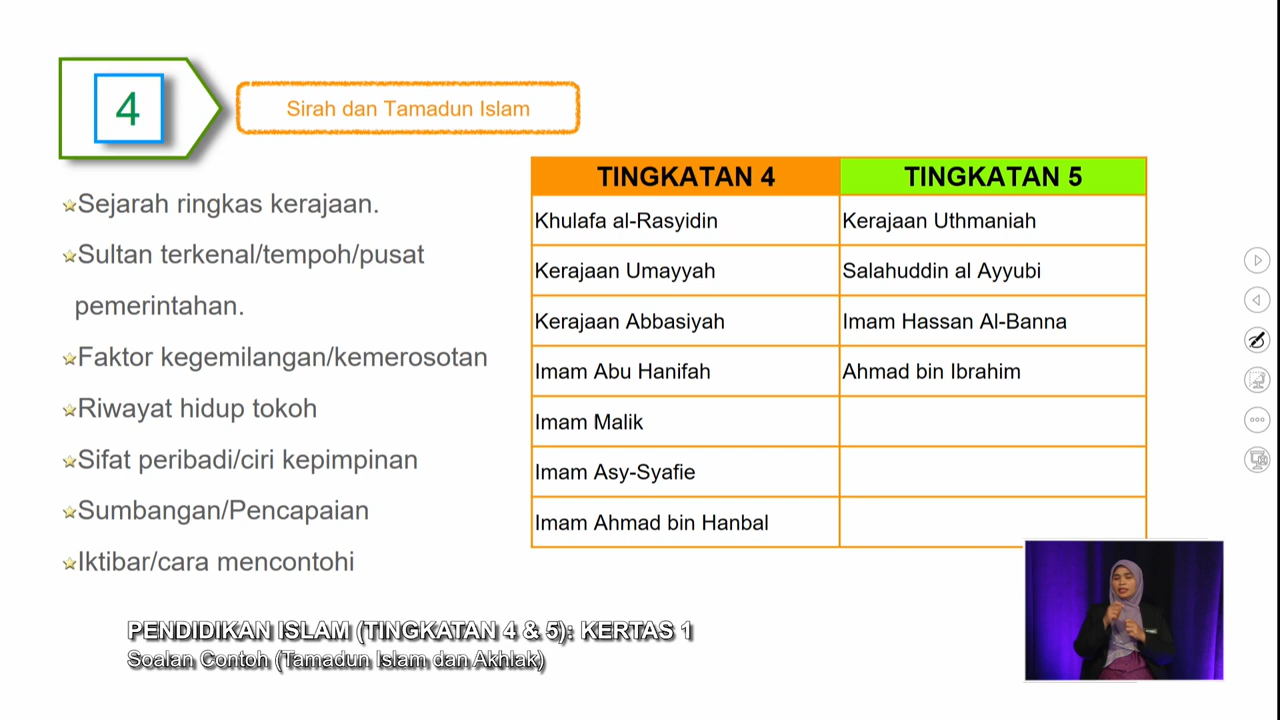 4
Sirah dan Tamadun Islam
Sejarah ringkas kerajaan.
Sultan terkenal/tempoh/pusat
pemerintahan.
Faktor kegemilangan/kemerosotan
Riwayat hidup tokoh
Sifat peribadi/ciri kepimpinan
Sumbangan/Pencapaian
Iktibar/cara mencontohi
TINGKATAN 4 TINGKATAN 5
Khulafa al-Rasyidin Kerajaan Uthmaniah
Kerajaan Umayyah Salahuddin al Ayyubi
Kerajaan Abbasiyah Imam Hassan Al-Banna
Imam Abu Hanifah Ahmad bin Ibrahim
Imam Malik
Imam Asy-Syafie
Imam Ahmad bin Hanbal
PENDIDIKAN ISLAM (TINGKATAN 4 & 5): KERTAS 1
Soalan Contoh (Tamadun Islam dan Akhlak)